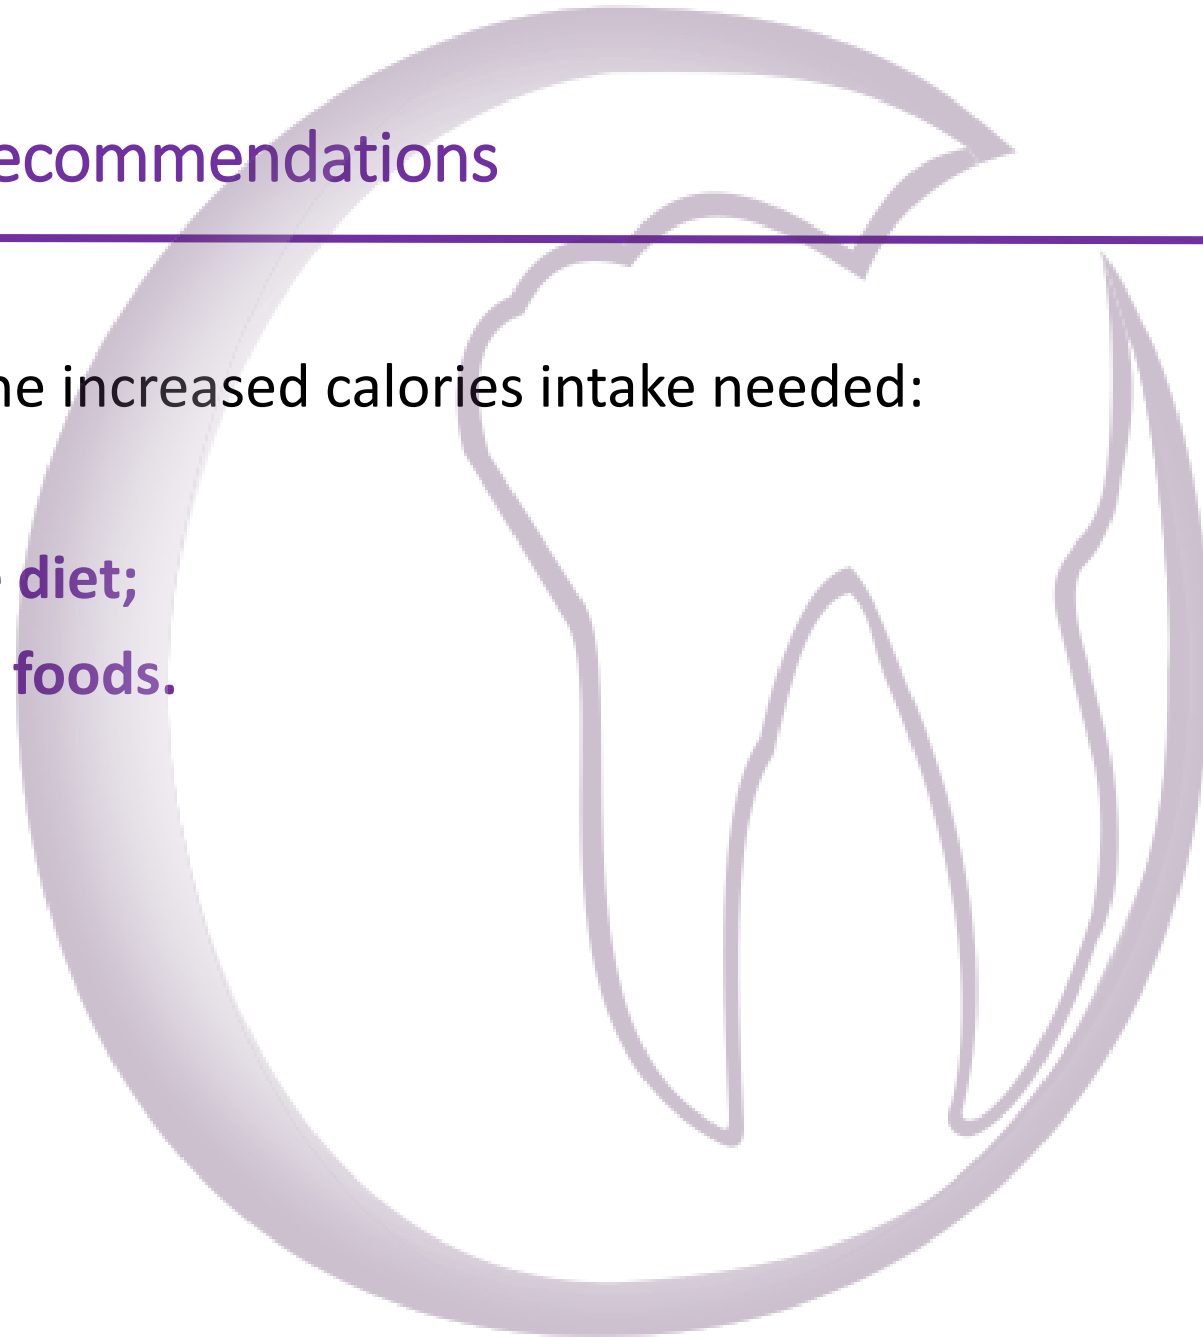 ecommendations
he increased calories intake needed:
diet;
foods.